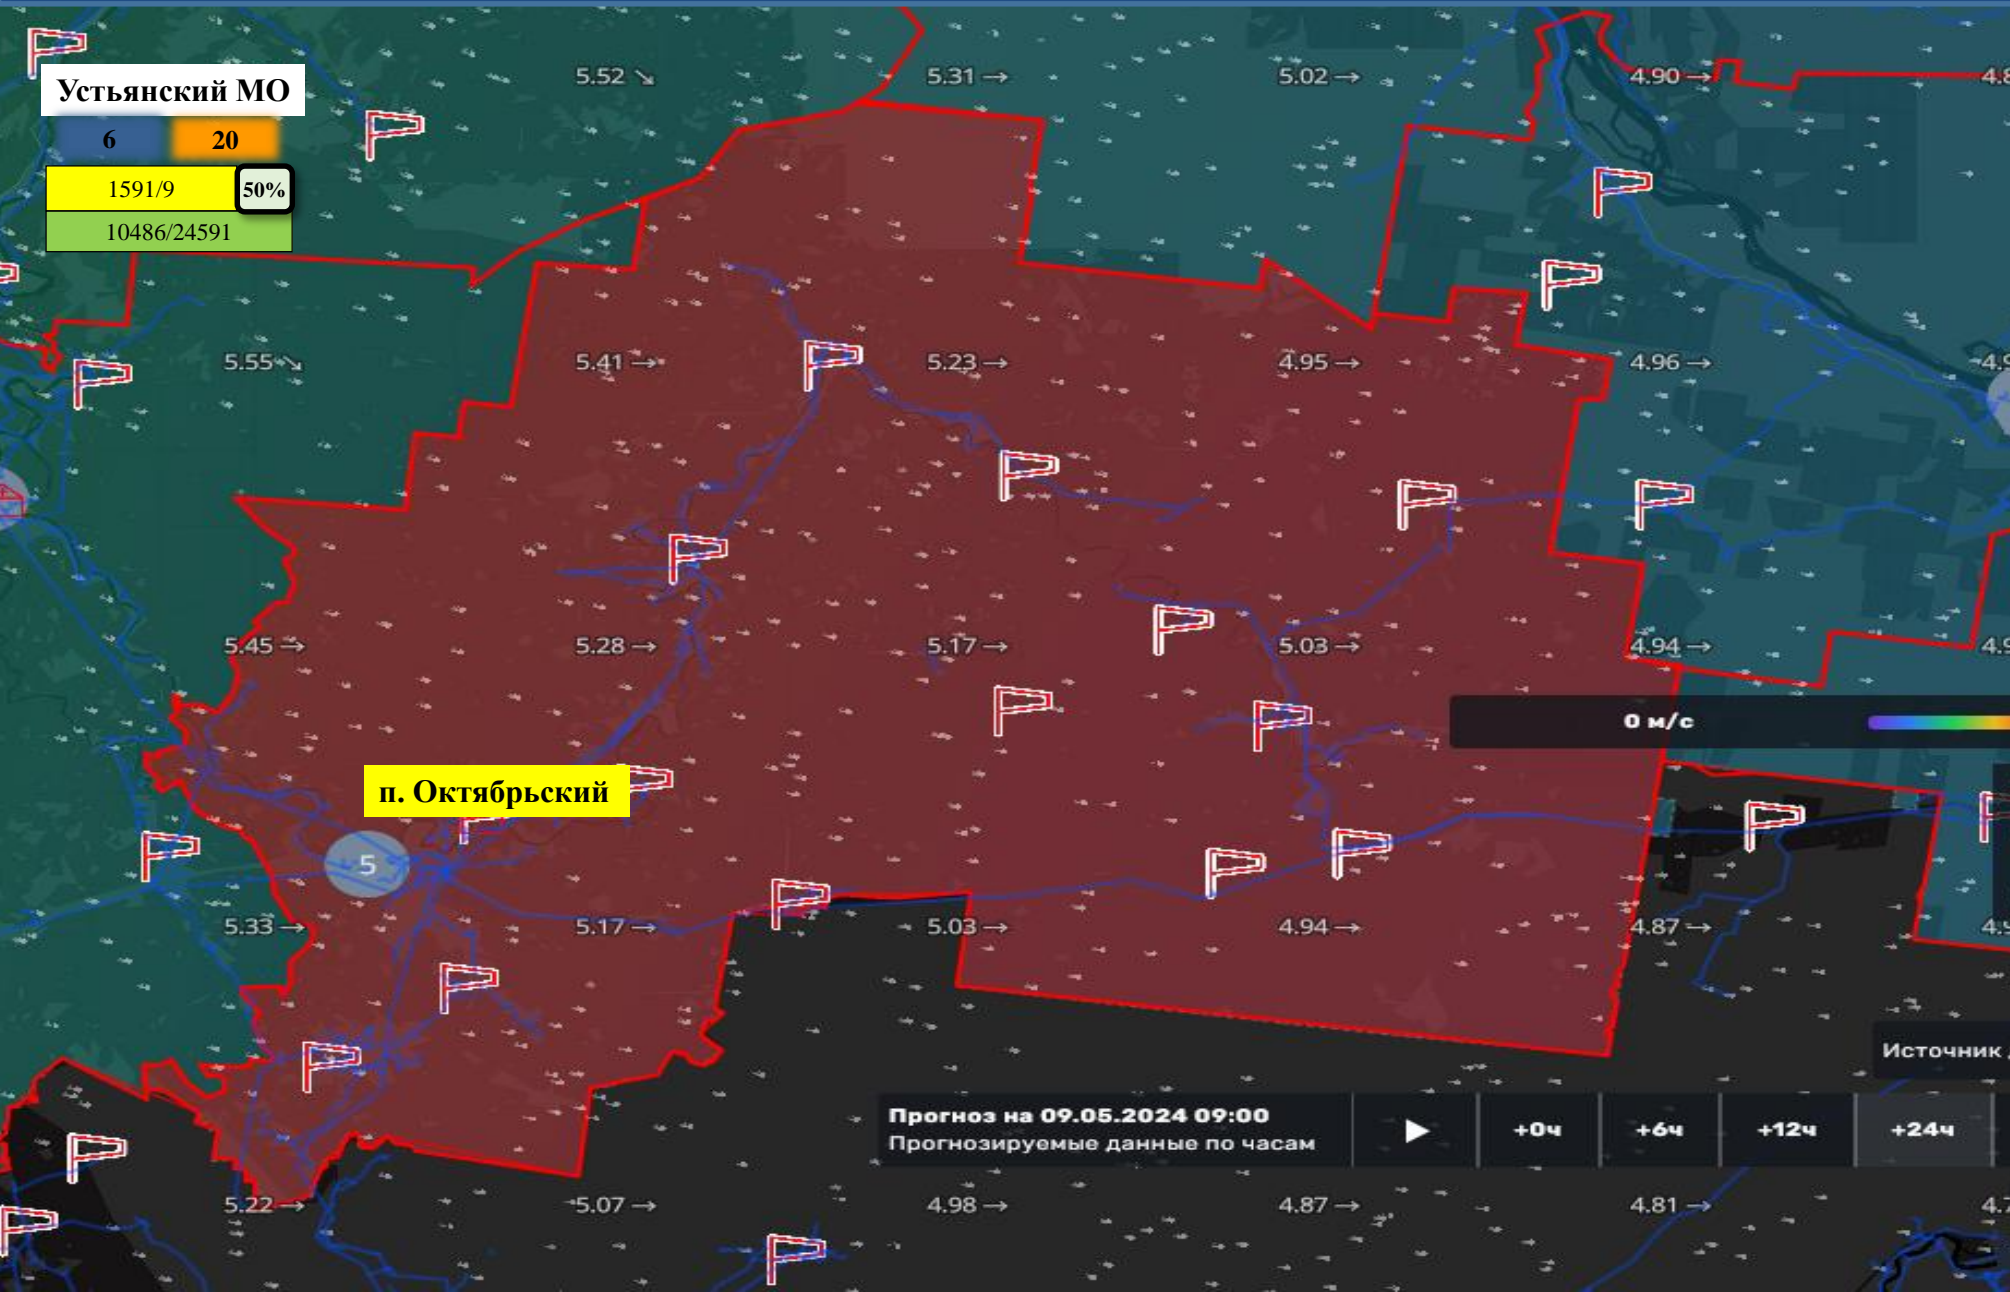 5.52 ↘ 5.31 → 5.02 → 4.90 →
Устьянский МО
6 20
1591/9 50%
10486/24591
5.55 ↘ 5.41 → 5.23 → 4.95 → 4.96 →
5.45 → 5.28 → 5.17 → 5.03 → 4.94 →
0 м/с
п. Октябрьский
5
5.33 → 5.17 → 5.03 → 4.94 → 4.87 →
Источник
Прогноз на 09.05.2024 09:00
Прогнозируемые данные по часам
+0ч +6ч +12ч +24ч
5.22 → 5.07 → 4.98 → 4.87 → 4.81 →